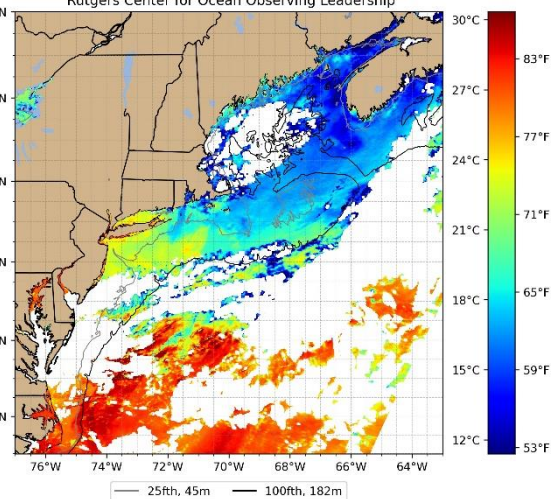 Rutgers Center for Ocean Observing Leadership
30°C
83°F
27°C
77°F
24°C
71°F
21°C
65°F
18°C
59°F
15°C
12°C
53°F
N
N
N
N
N
N
76°W 74°W 72°W 70°W 68°W 66°W 64°W
25fth, 45m 100fth, 182m